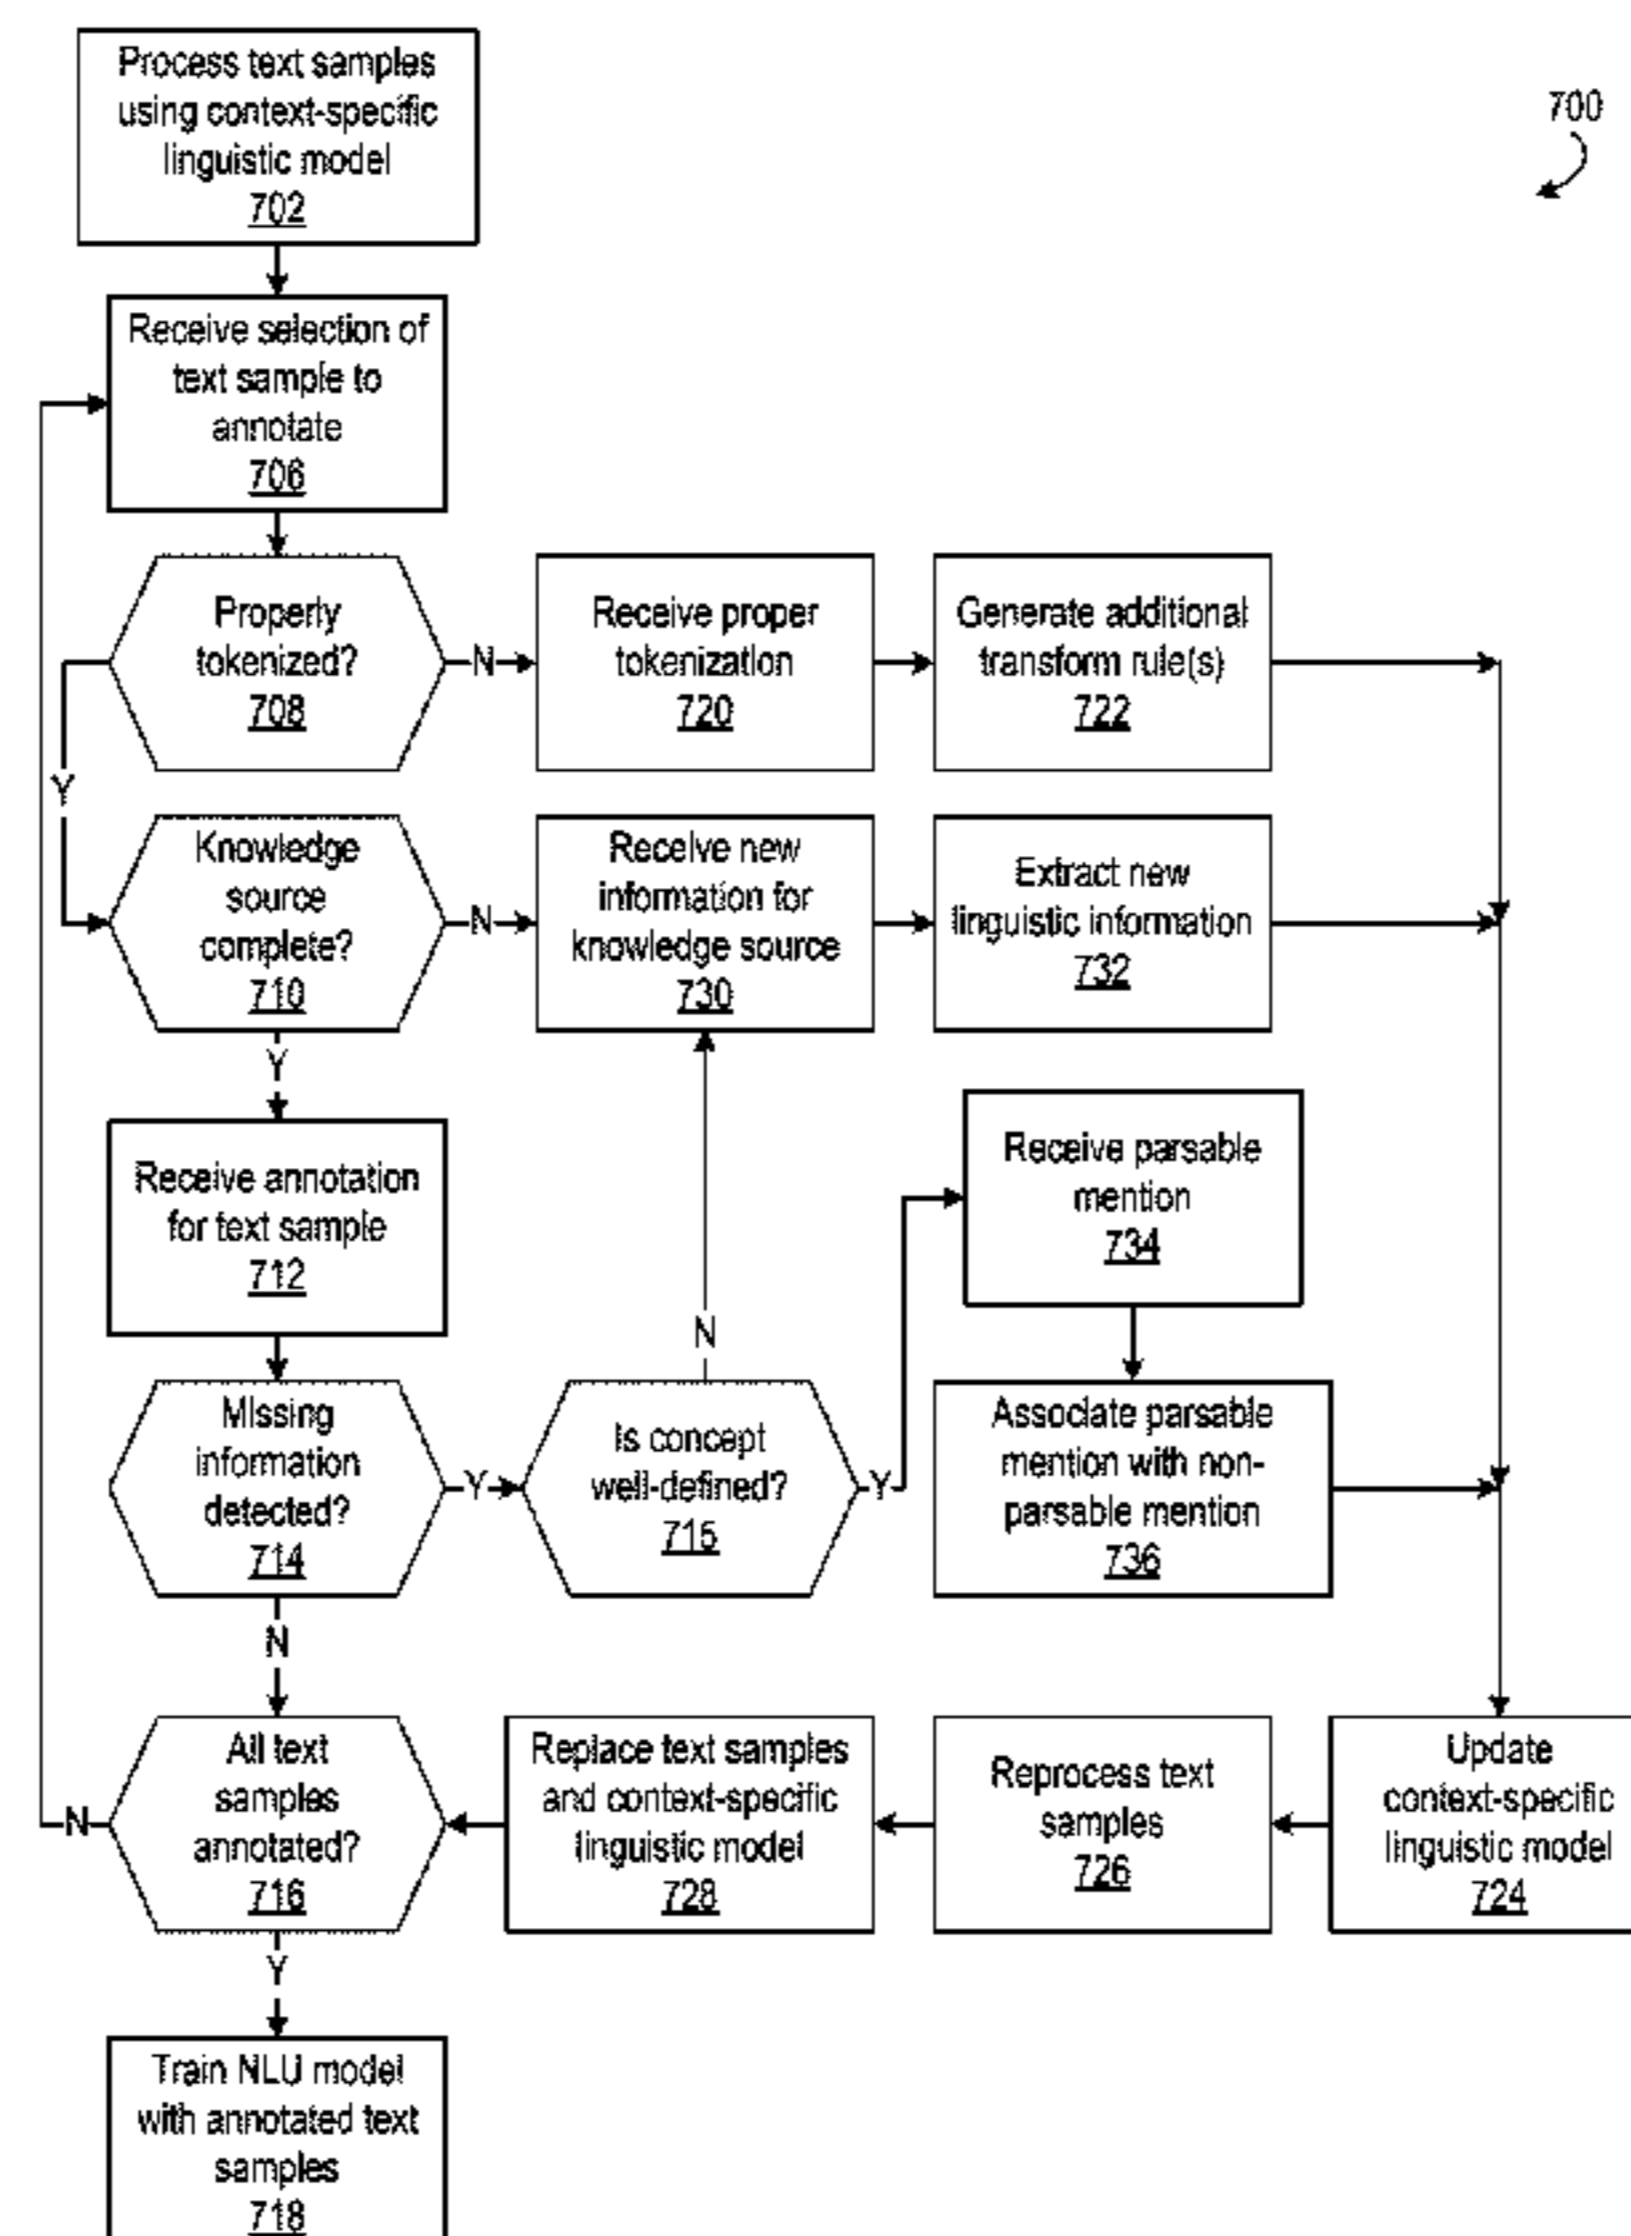 Process text samples
using context-specific
linguistic model
702
700
Receive selection of
text sample to
annotate
706
Properly
tokenized?
708
N
Receive proper
tokenization
720
Generate additional
transform rule(s)
722
Y
Knowledge
source
complete?
710
N
Receive new
information for
knowledge source
730
Extract new
linguistic information
732
Y
Receive annotation
for text sample
712
Receive parsable
mention
734
N
Missing
information
detected?
714
Y
Is concept
well-defined?
715
Y
Associate parsable
mention with non-
parsable mention
736
N
All text
samples
annotated?
716
N
Replace text samples
and context-specific
linguistic model
728
Reprocess text
samples
726
Update
context-specific
linguistic model
724
Y
Train NLU model
with annotated text
samples
718